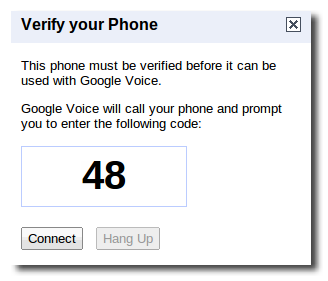 Verify your Phone
This phone must be verified before it can be
used with Google Voice.
Google Voice will call your phone and prompt
you to enter the following code:
48
Connect Hang Up